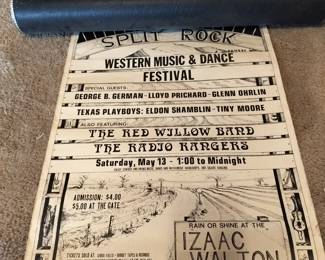 SPLIT ROCK
WESTERN MUSIC & DANCE
FESTIVAL
SPECIAL GUESTS:
GEORGE B. GERMAN - LLOYD PRICHARD - GLENN OHRLIN
TEXAS PLAYBOYS: ELDON SHAMBLIN - TINY MOORE
ALSO FEATURING:
THE RED WILLOW BAND
THE RADIO RANGERS
Saturday, May 13 - 1:00 to Midnight
ADMISSION: $4.00
$5.00 AT THE GATE
RAIN OR SHINE AT THE
IZAAC
WALTON